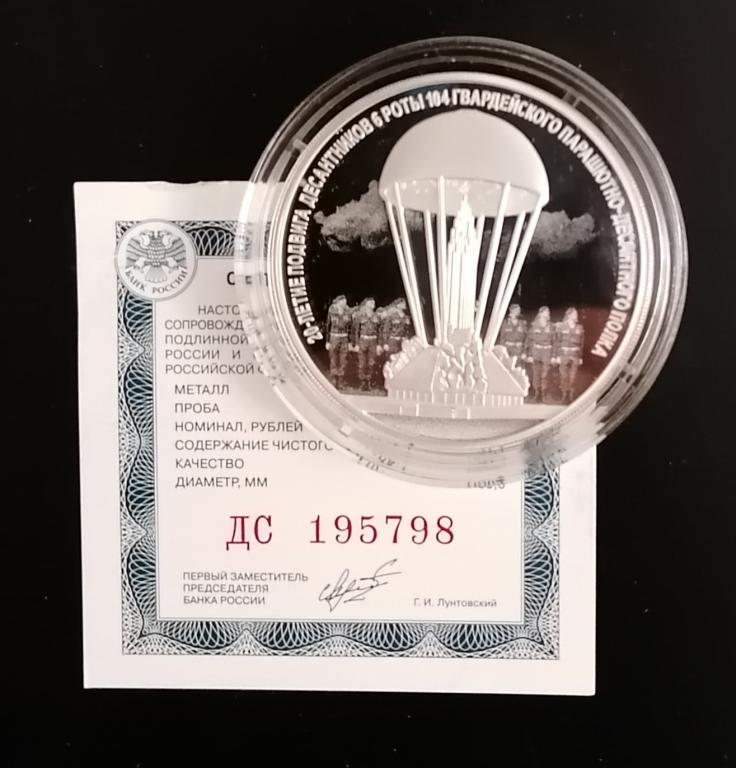 20-ЛЕТИЕ ПОДВИГА ДЕСАНТНИКОВ 6 РОТЫ 104 ГВАРДЕЙСКОГО ПАРАШЮТНО-ДЕСАНТНОГО ПОЛКА
БАНК РОССИИ
НАСТО
СОПРОВОЖД
ПОДЛИННОЙ
РОССИИ И
РОССИЙСКОЙ
МЕТАЛЛ
ПРОБА
НОМИНАЛ, РУБЛЕЙ
СОДЕРЖАНИЕ ЧИСТОГО
КАЧЕСТВО
ДИАМЕТР, ММ
ДС 195798
ПЕРВЫЙ ЗАМЕСТИТЕЛЬ
ПРЕДСЕДАТЕЛЯ
БАНКА РОССИИ
Г. И. Лунтовский